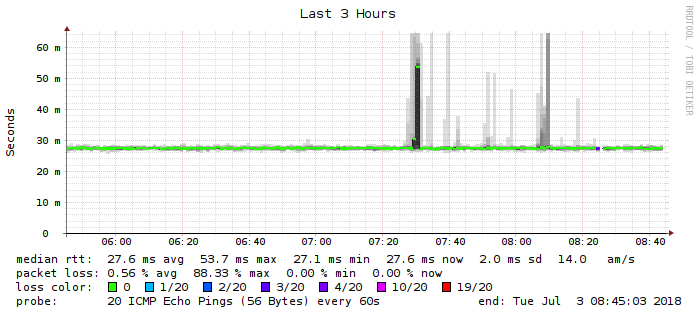 Last 3 Hours
RRDTOOL / TOBI OETIKER
Seconds
60 m
50 m
40 m
30 m
20 m
10 m
0
06:00 06:20 06:40 07:00 07:20 07:40 08:00 08:20 08:40
median rtt: 27.6 ms avg 53.7 ms max 27.1 ms min 27.6 ms now 2.0 ms sd 14.0 am/s
packet loss: 0.56 % avg 88.33 % max 0.00 % min 0.00 % now
loss color: 0 1/20 2/20 3/20 4/20 10/20 19/20
probe: 20 ICMP Echo Pings (56 Bytes) every 60s end: Tue Jul 3 08:45:03 2018